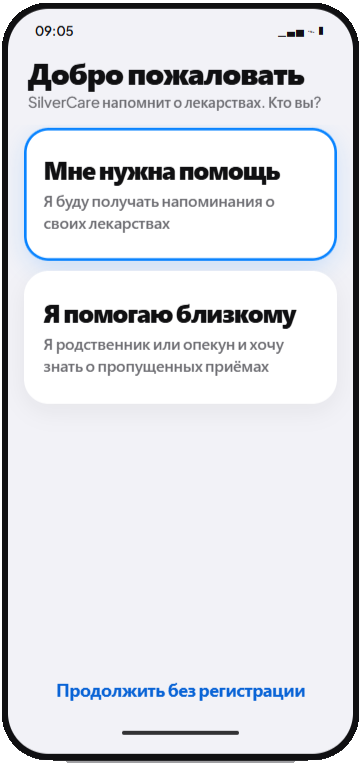 09:05
Добро пожаловать
SilverCare напомнит о лекарствах. Кто вы?
Мне нужна помощь
Я буду получать напоминания о
своих лекарствах
Я помогаю близкому
Я родственник или опекун и хочу
знать о пропущенных приёмах
Продолжить без регистрации